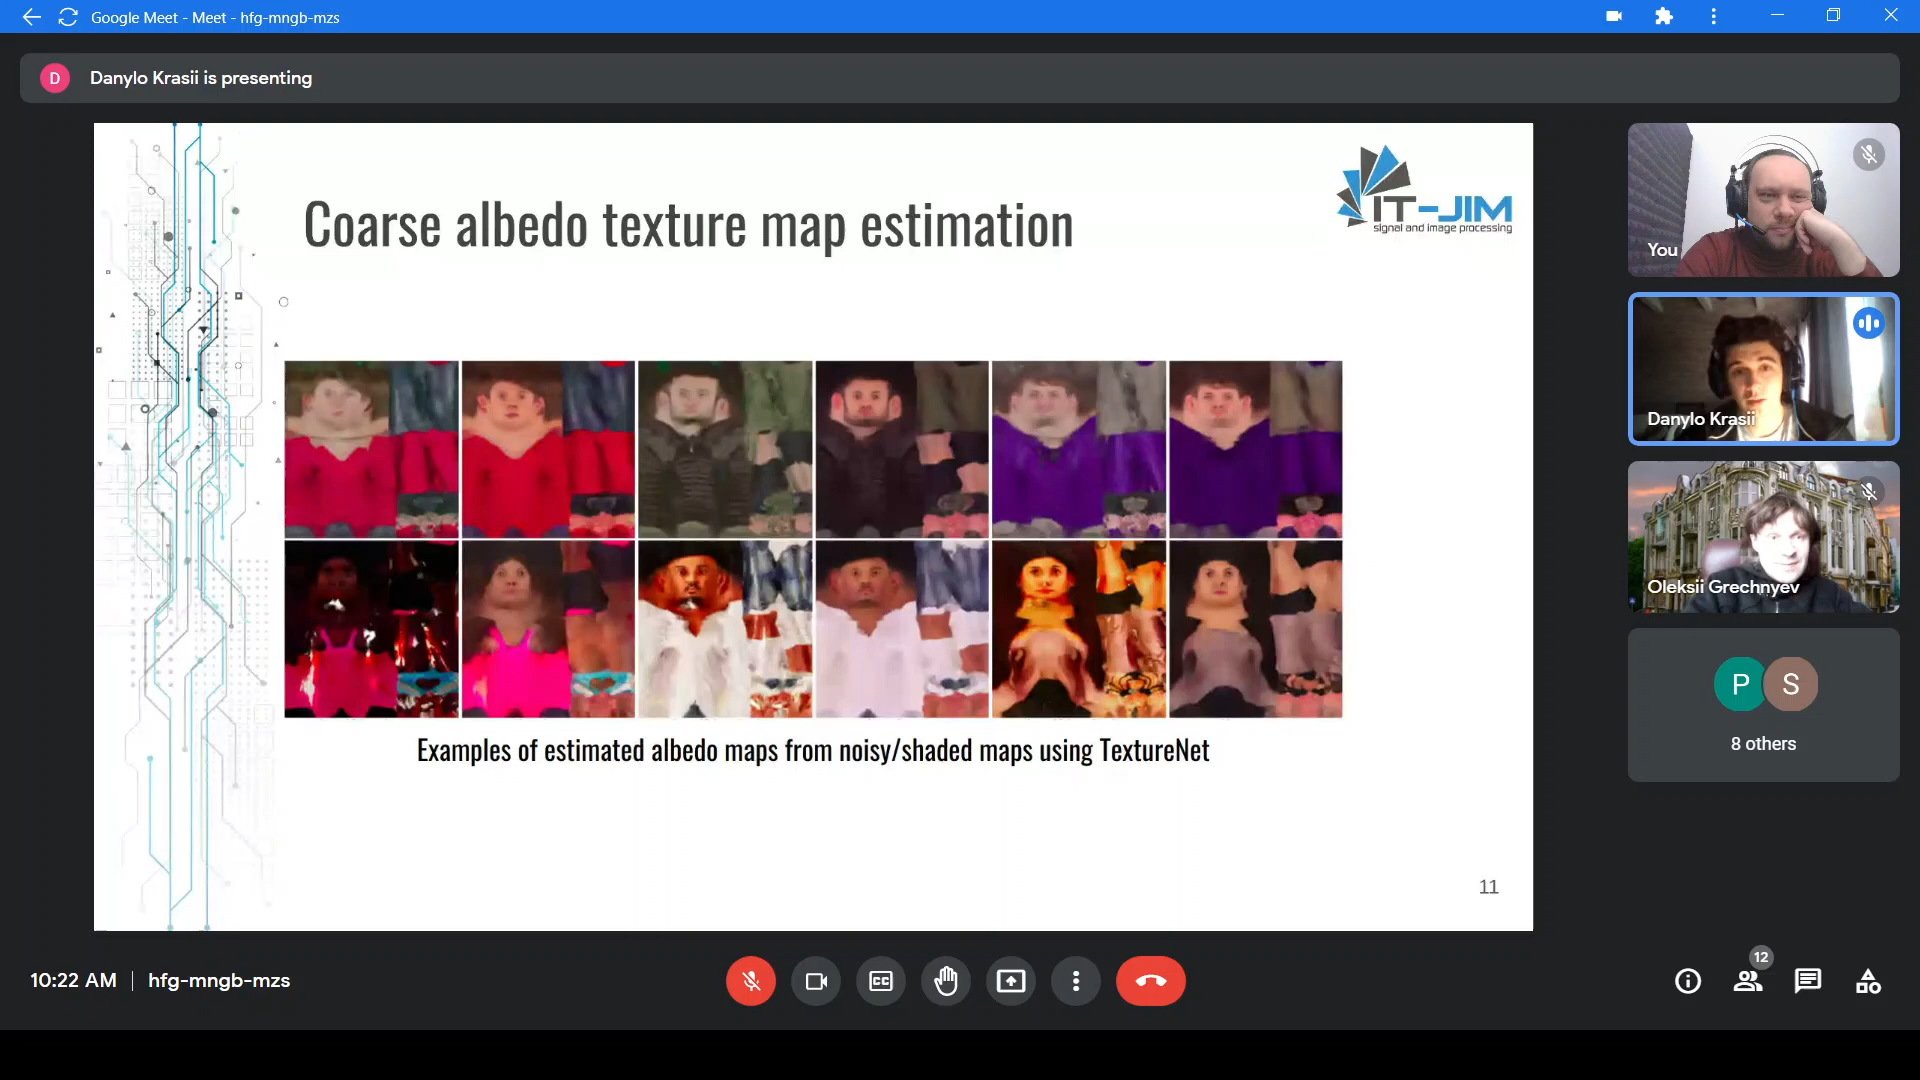 Google Meet - Meet - hfg-mngb-mzs
D
Danylo Krasii is presenting
IT-JIM
signal and image processing
Coarse albedo texture map estimation
Examples of estimated albedo maps from noisy/shaded maps using TextureNet
11
You
Danylo Krasii
Oleksii Grechnyev
P
S
8 others
10:22 AM
hfg-mngb-mzs
CC
12